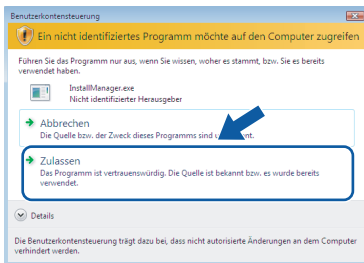 Benutzerkontensteuerung
Ein nicht identifiziertes Programm möchte auf den Computer zugreifen
Führen Sie das Programm nur aus, wenn Sie wissen, woher es stammt, bzw. Sie es bereits
verwendet haben.
InstallManager.exe
Nicht identifizierter Herausgeber
Abbrechen
Die Quelle bzw. der Zweck dieses Programms sind
Zulassen
Das Programm ist vertrauenswürdig. Die Quelle ist bekannt bzw. es wurde bereits
verwendet.
Details
Die Benutzerkontensteuerung trägt dazu bei, dass nicht autorisierte Änderungen an dem Computer
verhindert werden.